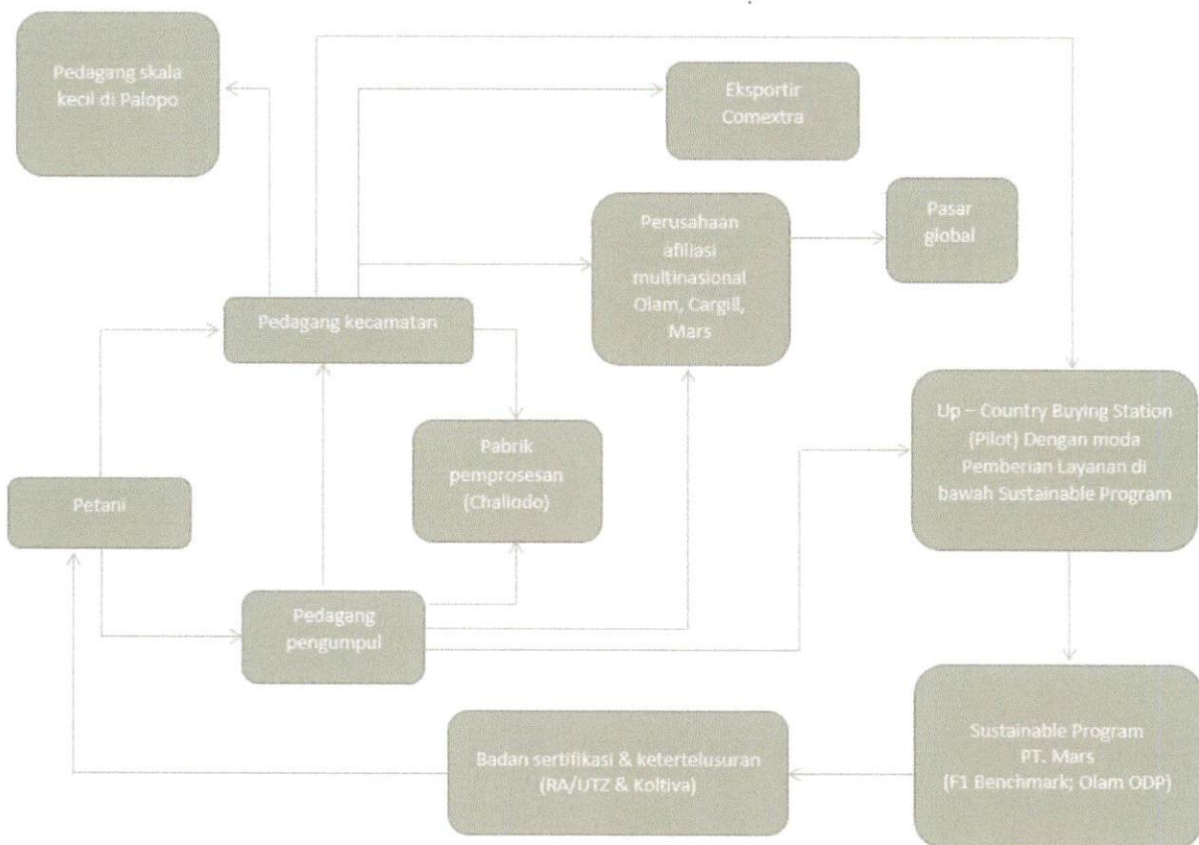 Pedagang skala
kecil di Palopo
Eksportir
Comextra
Perusahaan
afiliasi
multinasional
Olam, Cargill,
Mars
Pasar
global
Pedagang kecamatan
Pabrik
pemprosesan
(Chaliodo)
Up – Country Buying Station
(Pilot) Dengan moda
Pemberian Layanan di
bawah Sustainable Program
Petani
Pedagang
pengumpul
Badan sertifikasi & ketertelusuran
(RA/UTZ & Koltiva)
Sustainable Program
PT. Mars
(F1 Benchmark; Olam ODP)